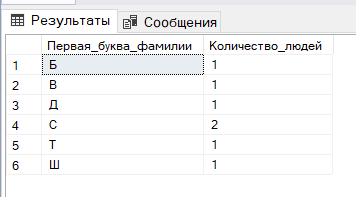 Результаты Сообщения
Первая_буква_фамилии Количество_людей
1 Б 1
2 В 1
3 Д 1
4 С 2
5 Т 1
6 Ш 1